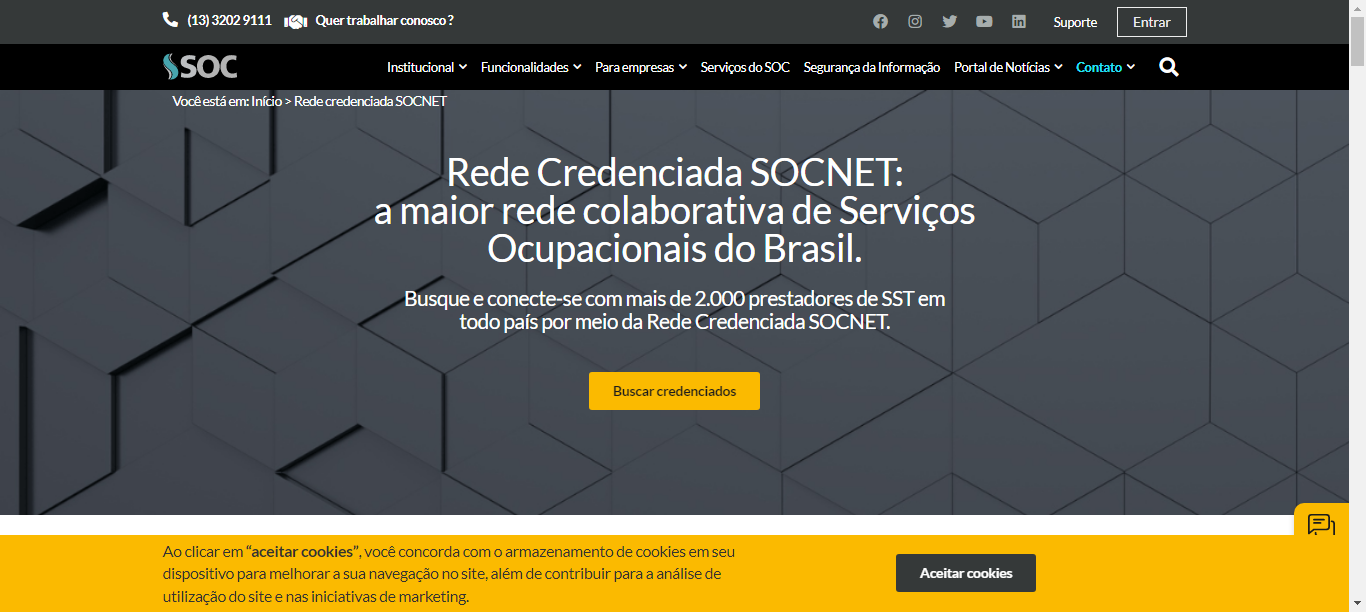 (13) 3202 9111 Quer trabalhar conosco ? Suporte Entrar
SOC Institucional Funcionalidades Para empresas Serviços do SOC Segurança da Informação Portal de Notícias Contato
Você está em: Início > Rede credenciada SOCNET
Rede Credenciada SOCNET:
a maior rede colaborativa de Serviços
Ocupacionais do Brasil.
Busque e conecte-se com mais de 2.000 prestadores de SST em
todo país por meio da Rede Credenciada SOCNET.
Buscar credenciados
Ao clicar em “aceitar cookies”, você concorda com o armazenamento de cookies em seu
dispositivo para melhorar a sua navegação no site, além de contribuir para a análise de
utilização do site e nas iniciativas de marketing.
Aceitar cookies